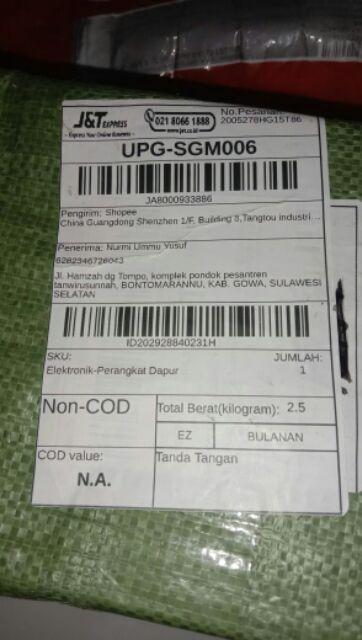 J&T EXPRESS
Express Your Online Business
021 8066 1888
www.jet.co.id
No.Pesanan:
2005278HG15T86
UPG-SGM006
JA8000933886
Pengirim: Shopee
China Guangdong Shenzhen 1/F, Building 8,Tangtou industri...
Penerima: Nurmi Ummu Yusuf
6282346726043
Jl. Hamzah dg Tompo, komplek pondok pesantren
tanwirusunnah, BONTOMARANNU, KAB. GOWA, SULAWESI
SELATAN
ID202928840231H
SKU:
JUMLAH:
Elektronik-Perangkat Dapur
1
Non-COD
Total Berat(kilogram): 2.5
EZ
BULANAN
COD value:
Tanda Tangan
N.A.